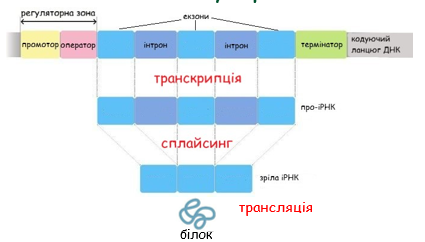 регуляторна зона
екзони
промотор оператор інтрон інтрон термінатор кодуючий ланцюг ДНК
транскрипція
про-іРНК
сплайсинг
зріла іРНК
трансляція
білок